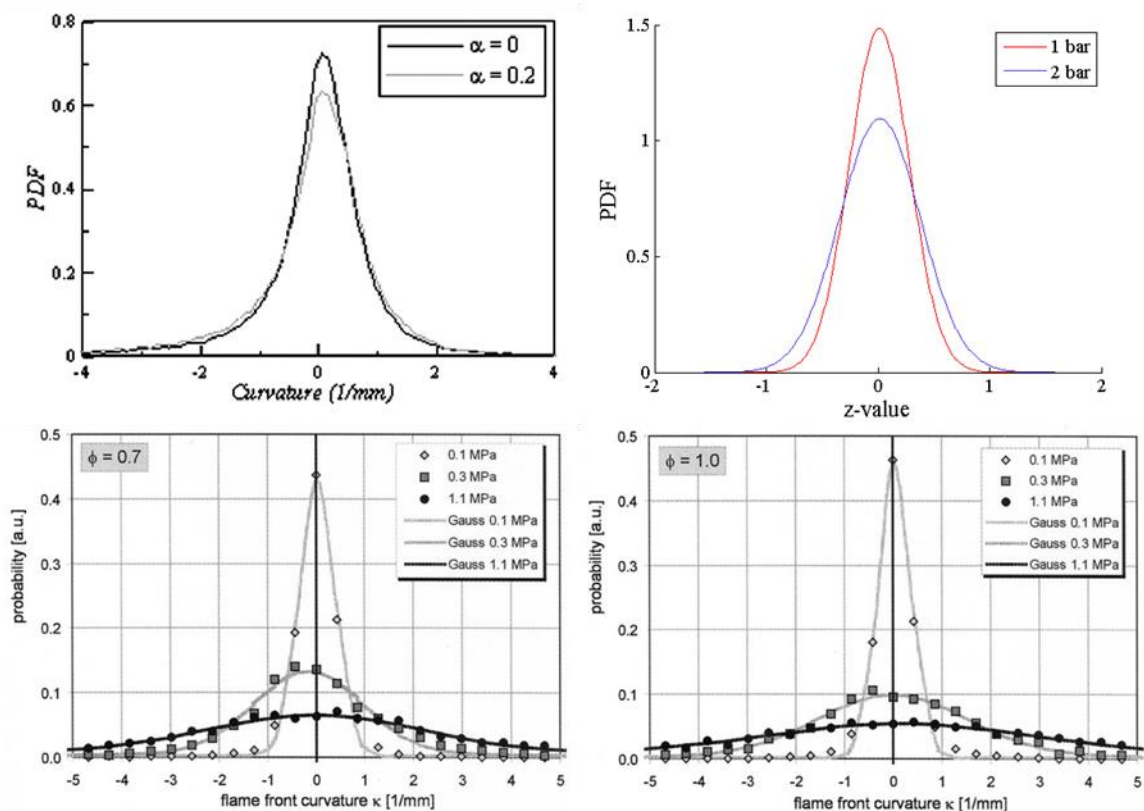 0.8
0.6
0.4
0.2
0
PDF
α = 0
α = 0.2
-4
-2
0
2
4
Curvature (1/mm)
1.5
1
0.5
0
PDF
1 bar
2 bar
-2
-1
0
1
2
z-value
0.5
0.4
0.3
0.2
0.1
0.0
probability [a.u.]
ϕ = 0.7
0.1 MPa
0.3 MPa
1.1 MPa
Gauss 0.1 MPa
Gauss 0.3 MPa
Gauss 1.1 MPa
-5 -4 -3 -2 -1 0 1 2 3 4 5
flame front curvature κ [1/mm]
0.5
0.4
0.3
0.2
0.1
0.0
probability [a.u.]
ϕ = 1.0
0.1 MPa
0.3 MPa
1.1 MPa
Gauss 0.1 MPa
Gauss 0.3 MPa
Gauss 1.1 MPa
-5 -4 -3 -2 -1 0 1 2 3 4 5
flame front curvature κ [1/mm]